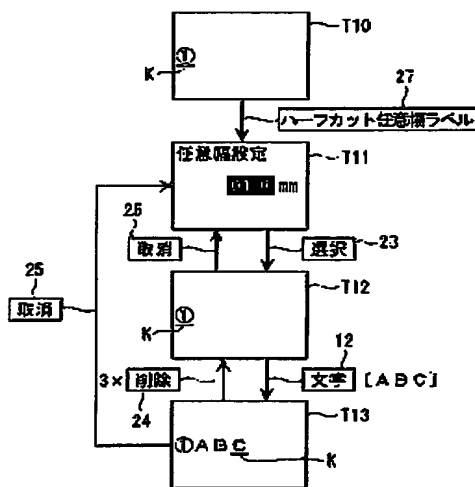 T10
①
K
27
ハーフカット任意幅ラベル
任意幅設定
T11
mm
25
取消
選択
23
25
取消
T12
①
K
12
3×
削除
文字
[ABC]
24
T13
①ABC
K